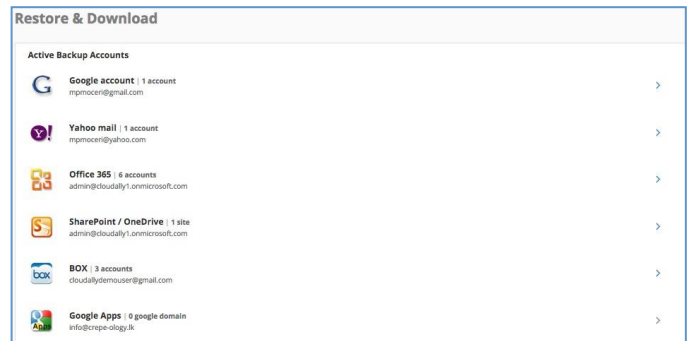 Restore & Download
Active Backup Accounts
G
Google account | 1 account
mpmoceri@gmail.com
Y!
Yahoo mail | 1 account
mpmoceri@yahoo.com
Office 365 | 6 accounts
admin@cloudally1.onmicrosoft.com
S
SharePoint / OneDrive | 1 site
admin@cloudally1.onmicrosoft.com
box
BOX | 3 accounts
cloudallydemouser@gmail.com
Apps
Google Apps | 0 google domain
info@crepe-ology.lk